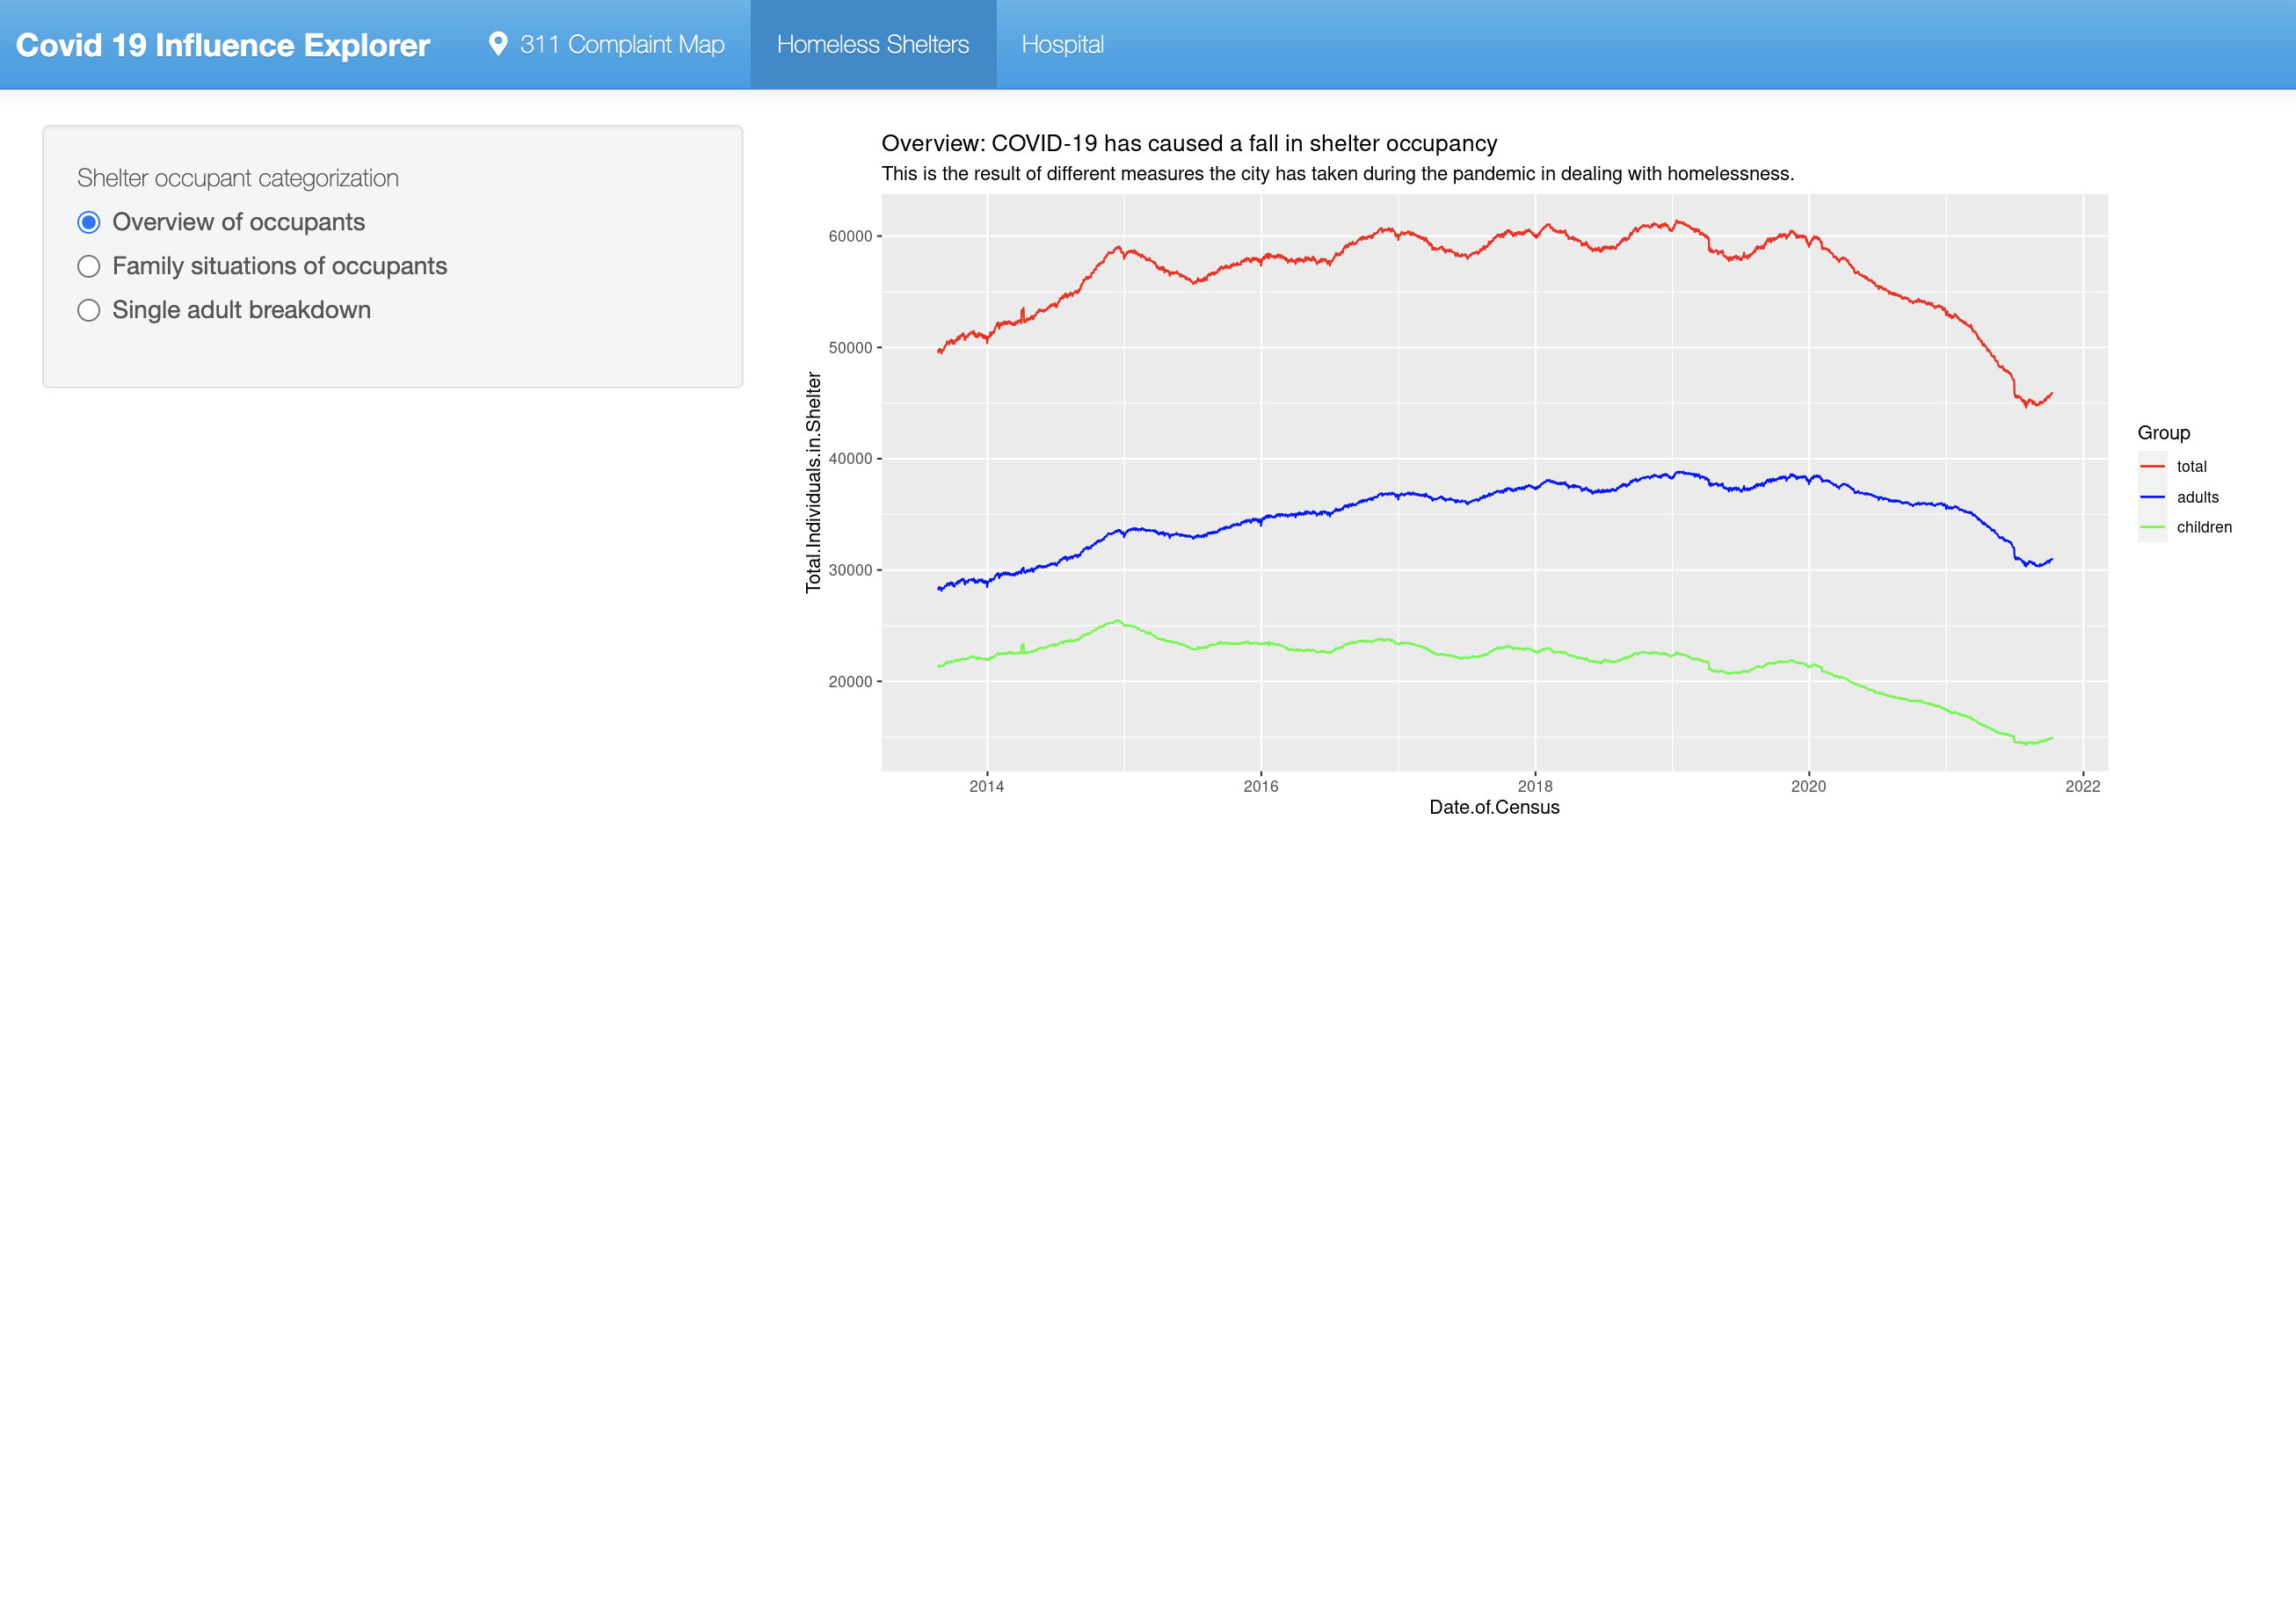 Covid 19 Influence Explorer
311 Complaint Map
Homeless Shelters
Hospital
Shelter occupant categorization
Overview of occupants
Family situations of occupants
Single adult breakdown
Overview: COVID-19 has caused a fall in shelter occupancy
This is the result of different measures the city has taken during the pandemic in dealing with homelessness.
Total.Individuals.in.Shelter
60000
50000
40000
30000
20000
2014
2016
2018
2020
2022
Date.of.Census
Group
total
adults
children